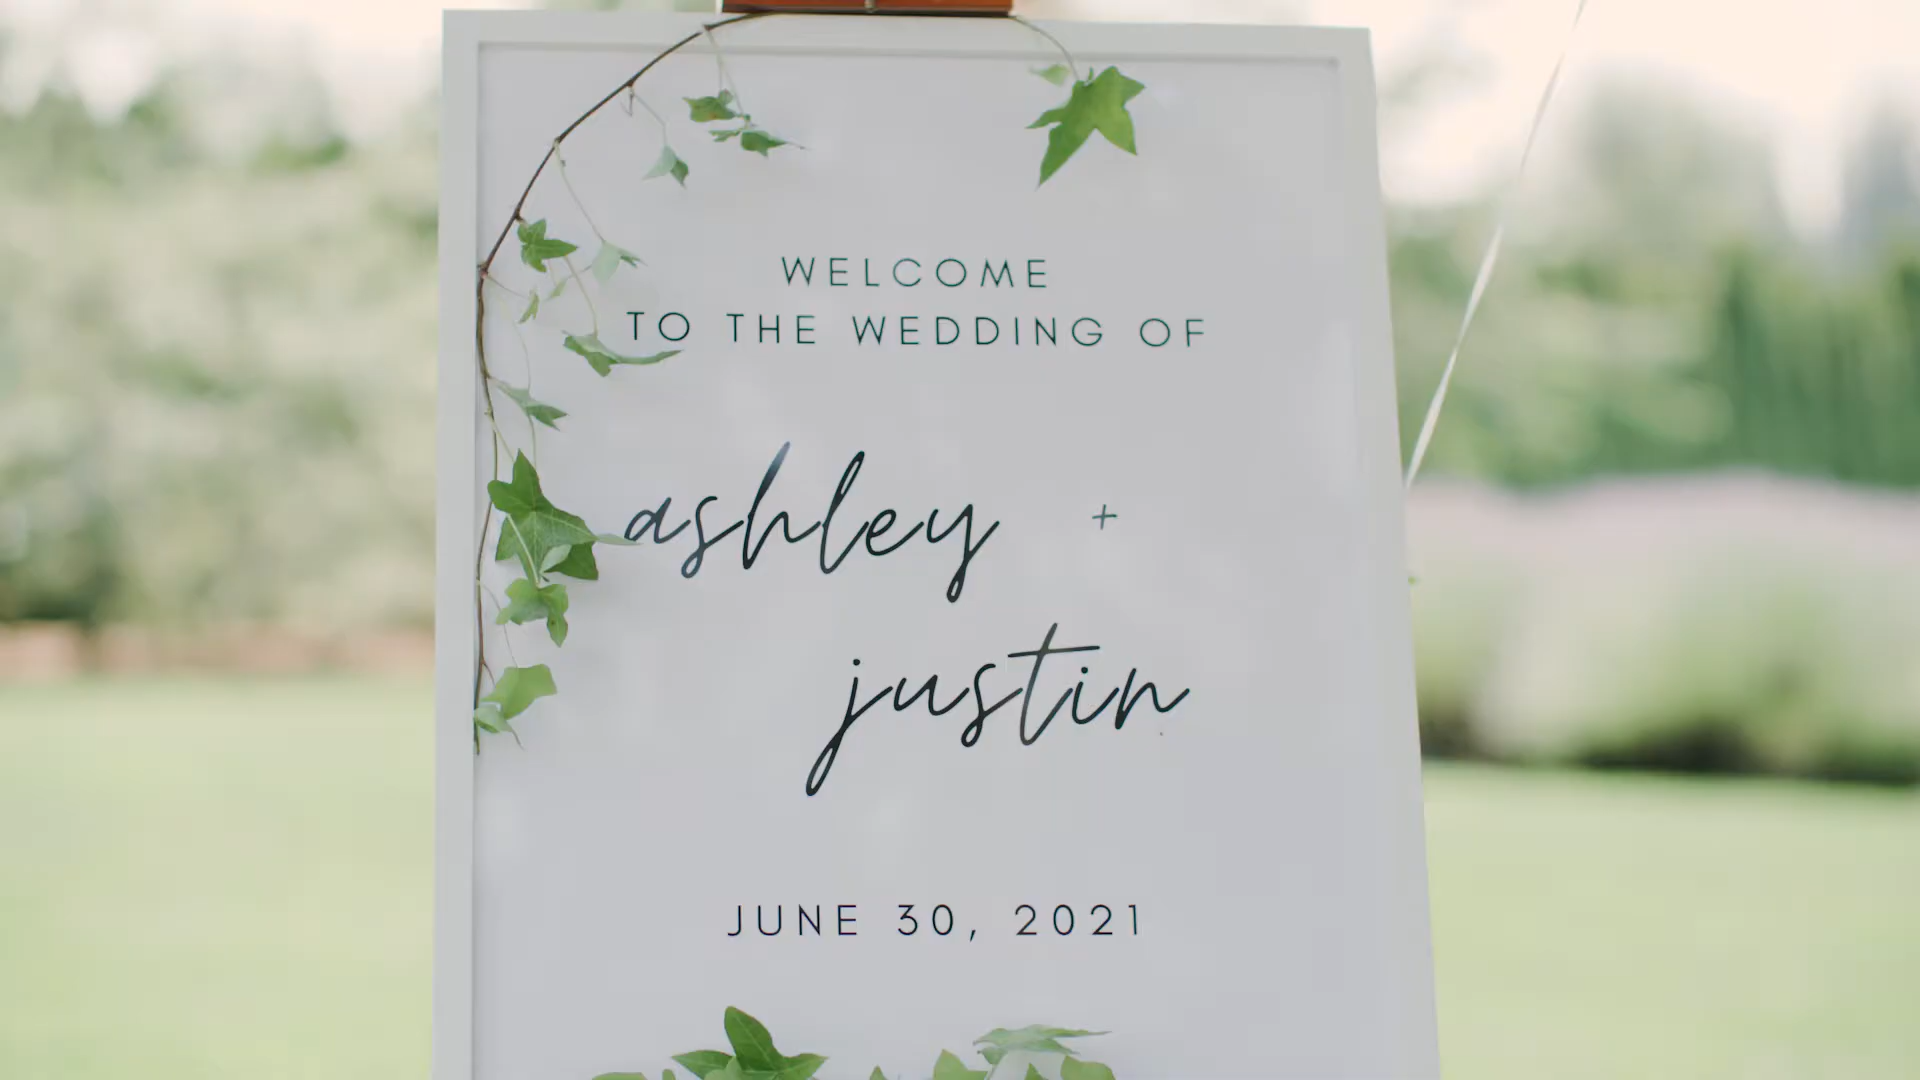 WELCOME
TO THE WEDDING OF
ashley +
justin
JUNE 30, 2021